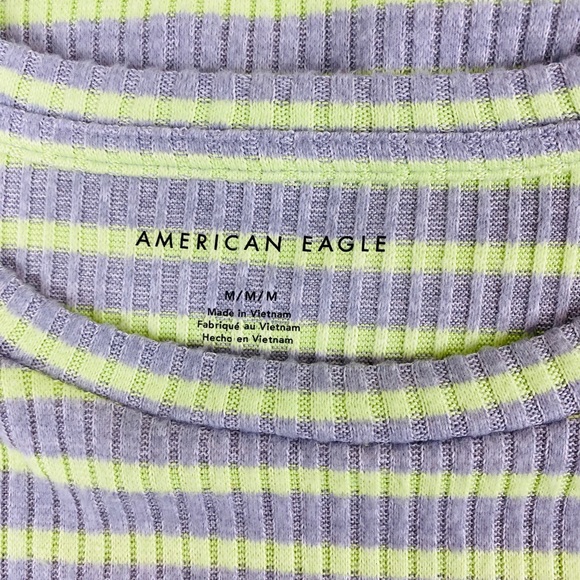 AMERICAN EAGLE
M/M/M
Made in Vietnam
Fabriqué au Vietnam
Hecho en Vietnam